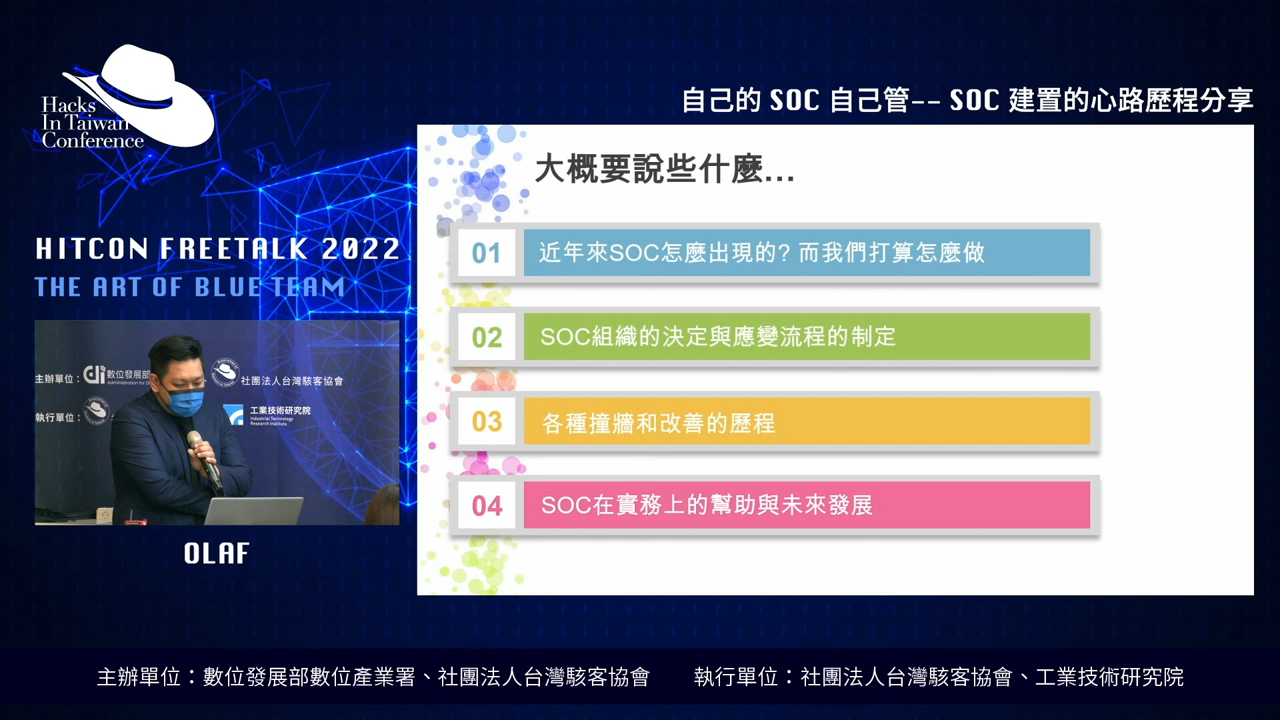 Hacks
In Taiwan
Conference
自己的 SOC 自己管-- SOC 建置的心路歷程分享
HITCON FREETALK 2022
THE ART OF BLUE TEAM
大概要說些什麼...
01 近年來SOC怎麼出現的? 而我們打算怎麼做
02 SOC組織的決定與應變流程的制定
03 各種撞牆和改善的歷程
04 SOC在實務上的幫助與未來發展
主辦單位：
數位發展部
社團法人台灣駭客協會
執行單位：
工業技術研究院
Industrial Technology
Research Institute
OLAF
主辦單位：數位發展部數位產業署、社團法人台灣駭客協會
執行單位：社團法人台灣駭客協會、工業技術研究院